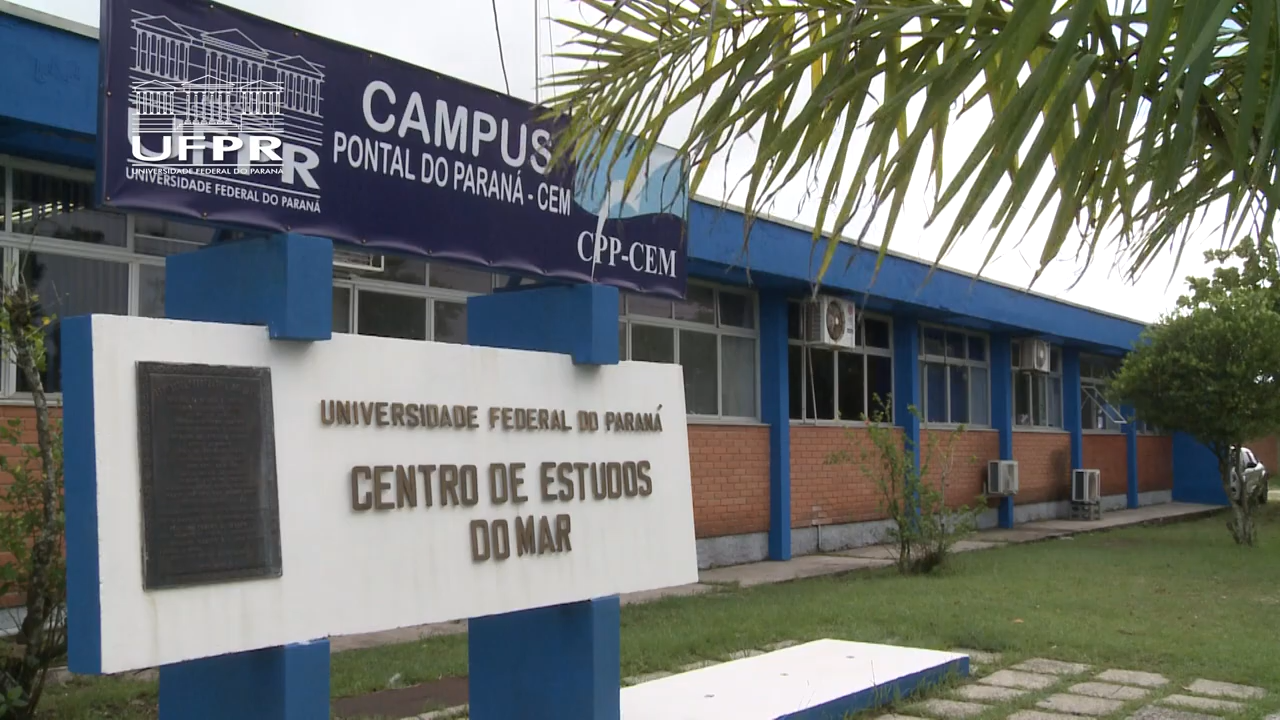 UFPR
UNIVERSIDADE FEDERAL DO PARANÁ
UFPR
UNIVERSIDADE FEDERAL DO PARANÁ
CAMPUS
PONTAL DO PARANÁ - CEM
CPP-CEM
UNIVERSIDADE FEDERAL DO PARANÁ
CENTRO DE ESTUDOS
DO MAR